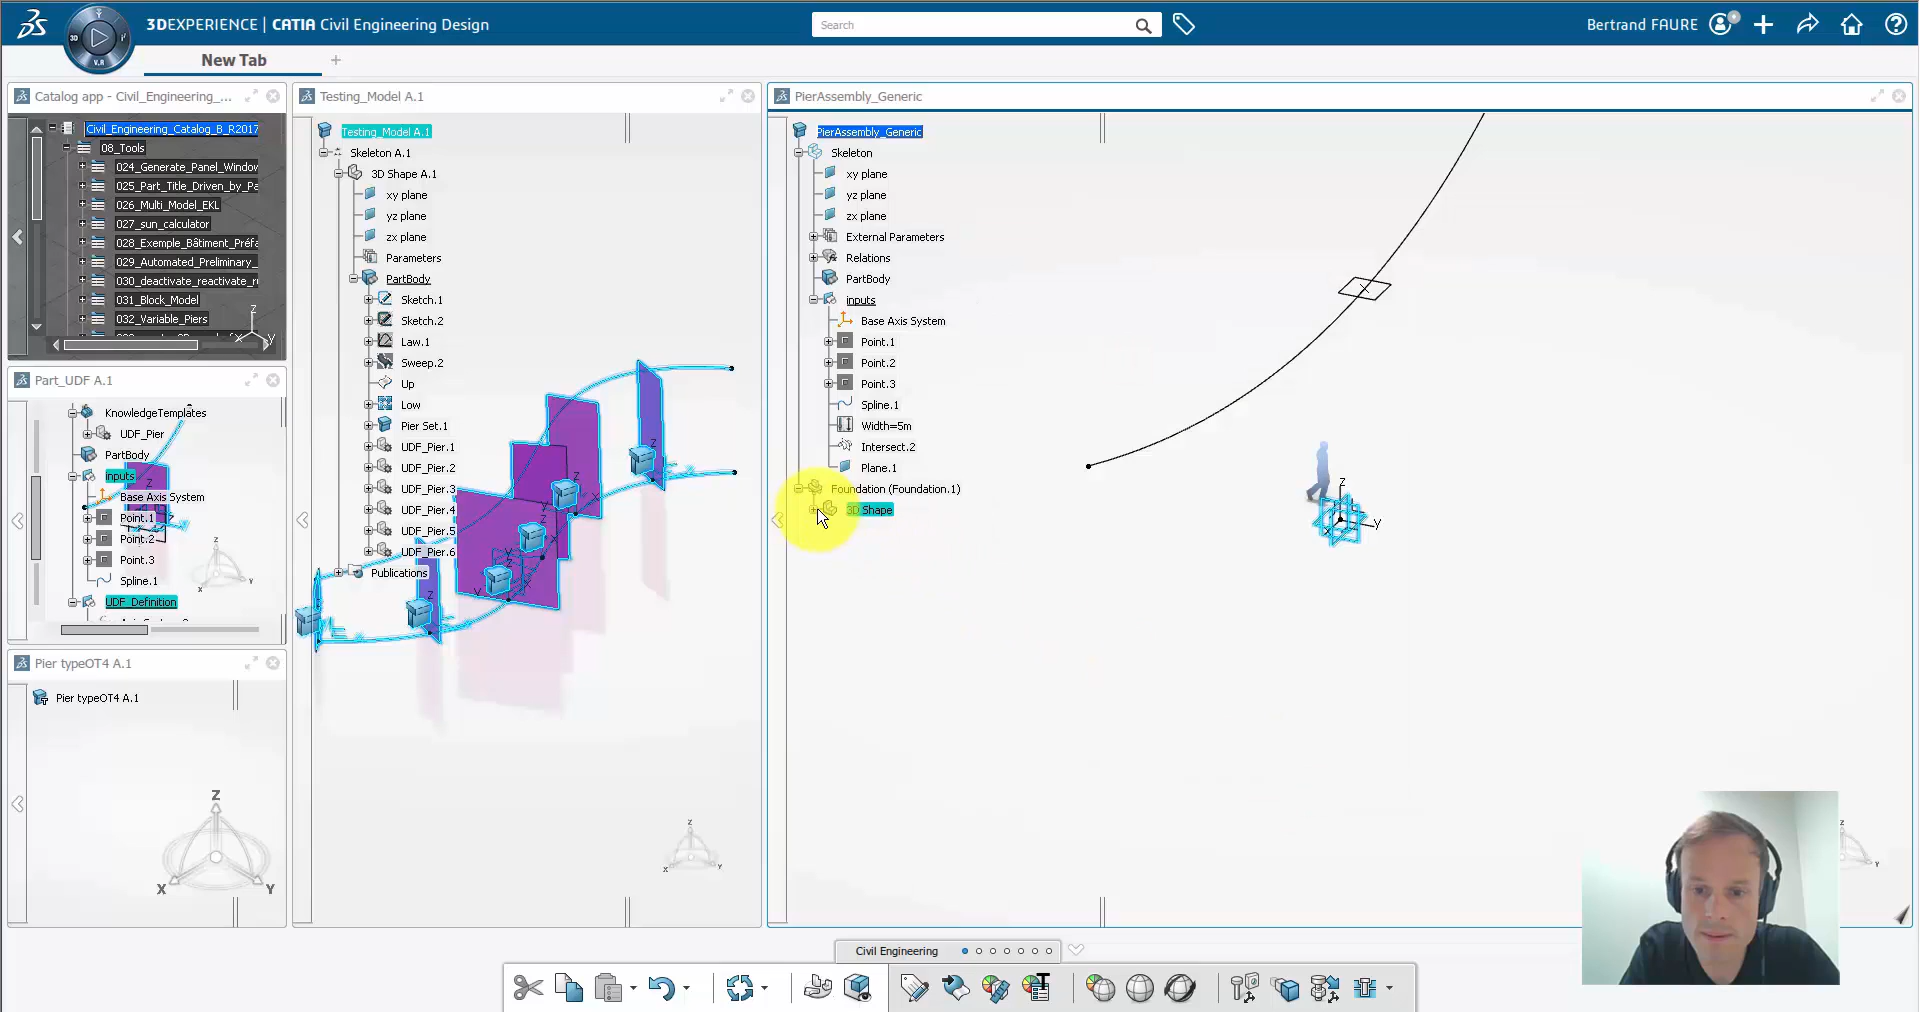 3DEXPERIENCE | CATIA Civil Engineering Design
Search
Bertrand FAURE
3D
V.R
New Tab
Catalog app - Civil_Engineering_...
Civil_Engineering_Catalog_B_R2017
08_Tools
024_Generate_Panel_Window
025_Part_Title_Driven_by_Pa
026_Multi_Model_EKL
027_sun_calculator
028_Exemple_Bâtiment_Préfa
029_Automated_Preliminary_
030_deactivate_reactivate_r
031_Block_Model
032_Variable_Piers
Part_UDF A.1
KnowledgeTemplates
UDF_Pier
PartBody
inputs
Base Axis System
Point.1
Point.2
Point.3
Spline.1
UDF_Definition
Pier typeOT4 A.1
Pier typeOT4 A.1
Z
X
Y
Testing_Model A.1
Testing_Model A.1
Skeleton A.1
3D Shape A.1
xy plane
yz plane
zx plane
Parameters
PartBody
Sketch.1
Sketch.2
Law.1
Sweep.2
Up
Low
Pier Set.1
UDF_Pier.1
UDF_Pier.2
UDF_Pier.3
UDF_Pier.4
UDF_Pier.5
UDF_Pier.6
Publications
PierAssembly_Generic
PierAssembly_Generic
Skeleton
xy plane
yz plane
zx plane
External Parameters
Relations
PartBody
inputs
Base Axis System
Point.1
Point.2
Point.3
Spline.1
Width=5m
Intersect.2
Plane.1
Foundation (Foundation.1)
3D Shape
Z
Y
X
Civil Engineering